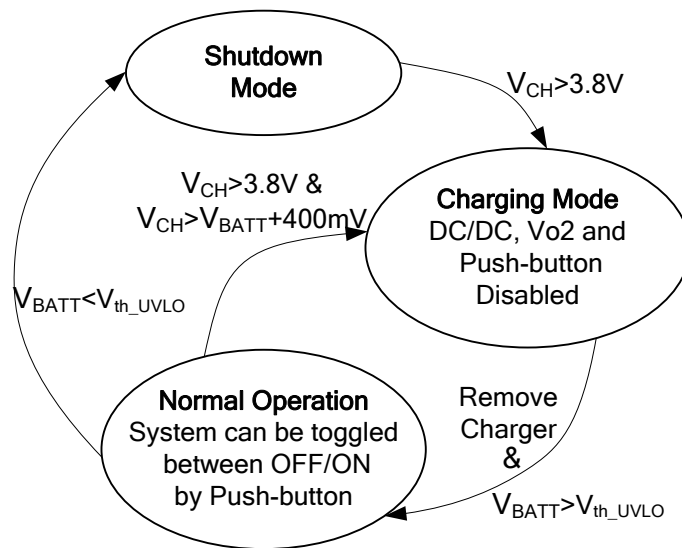 Shutdown
Mode
V_CH>3.8V
V_CH>3.8V &
V_CH>V_BATT+400mV
Charging Mode
DC/DC, Vo2 and
Push-button
Disabled
V_BATT<V_th_UVLO
Normal Operation
System can be toggled
between OFF/ON
by Push-button
Remove
Charger
&
V_BATT>V_th_UVLO